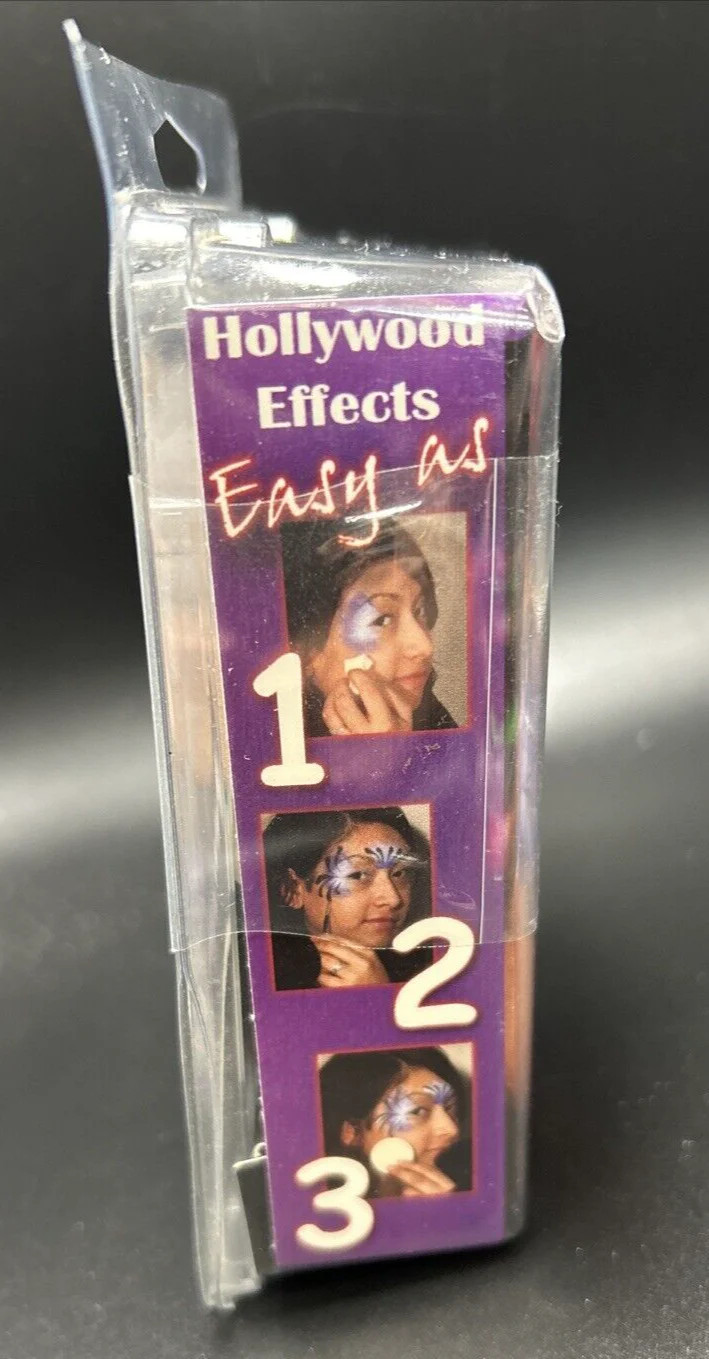 Hollywood
Effects
Easy as
1
2
3